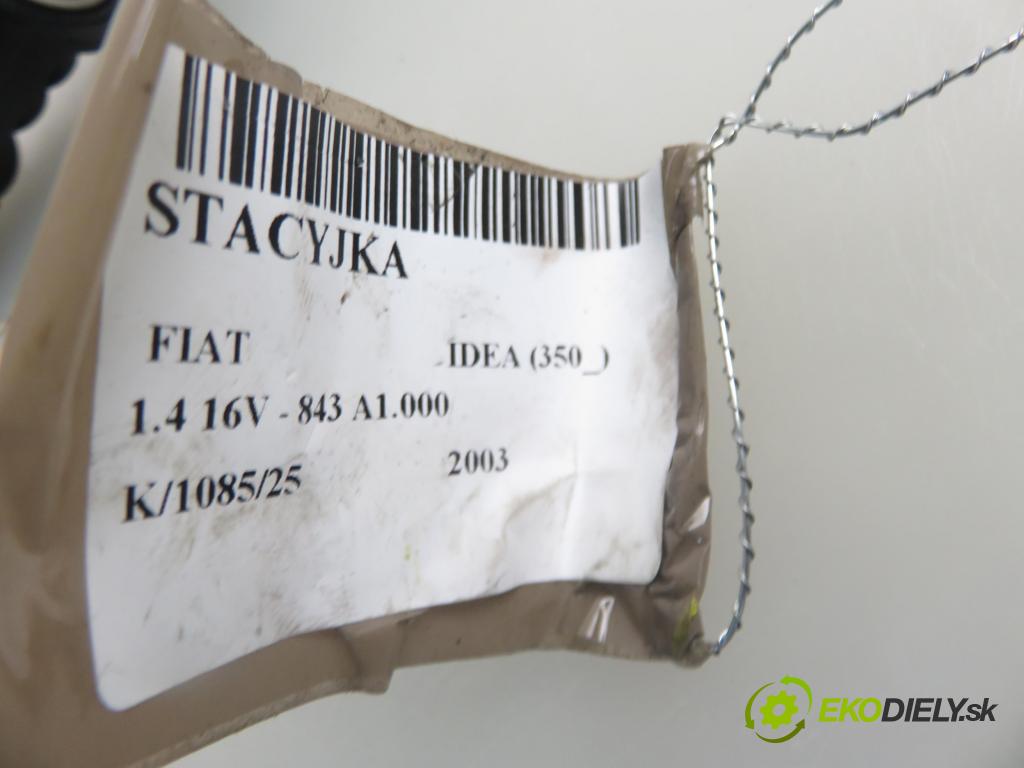 STACYJKA
FIAT IDEA (350_)
1.4 16V - 843 A1.000
K/1085/25 2003
EKODIELY.sk